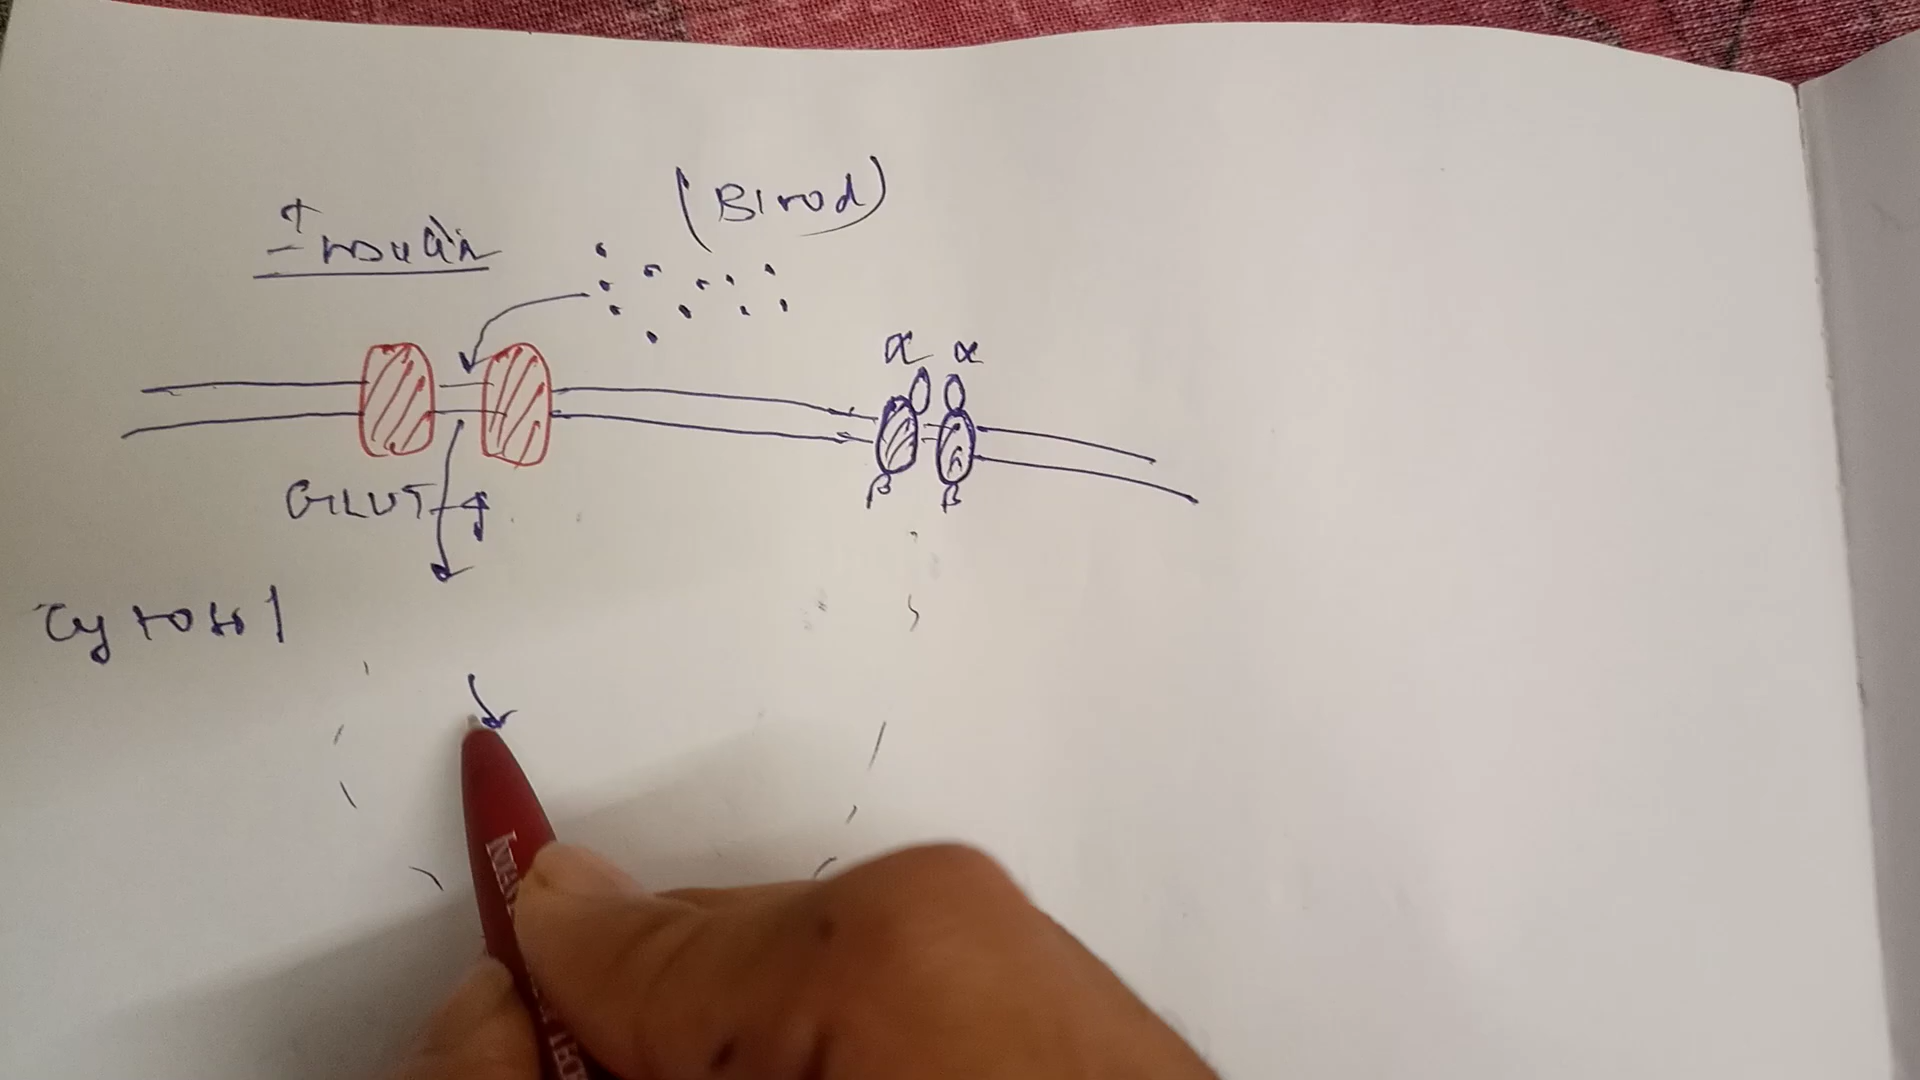 (Blood)
Insulin
α α
β β
GLUT-4
Cytosol